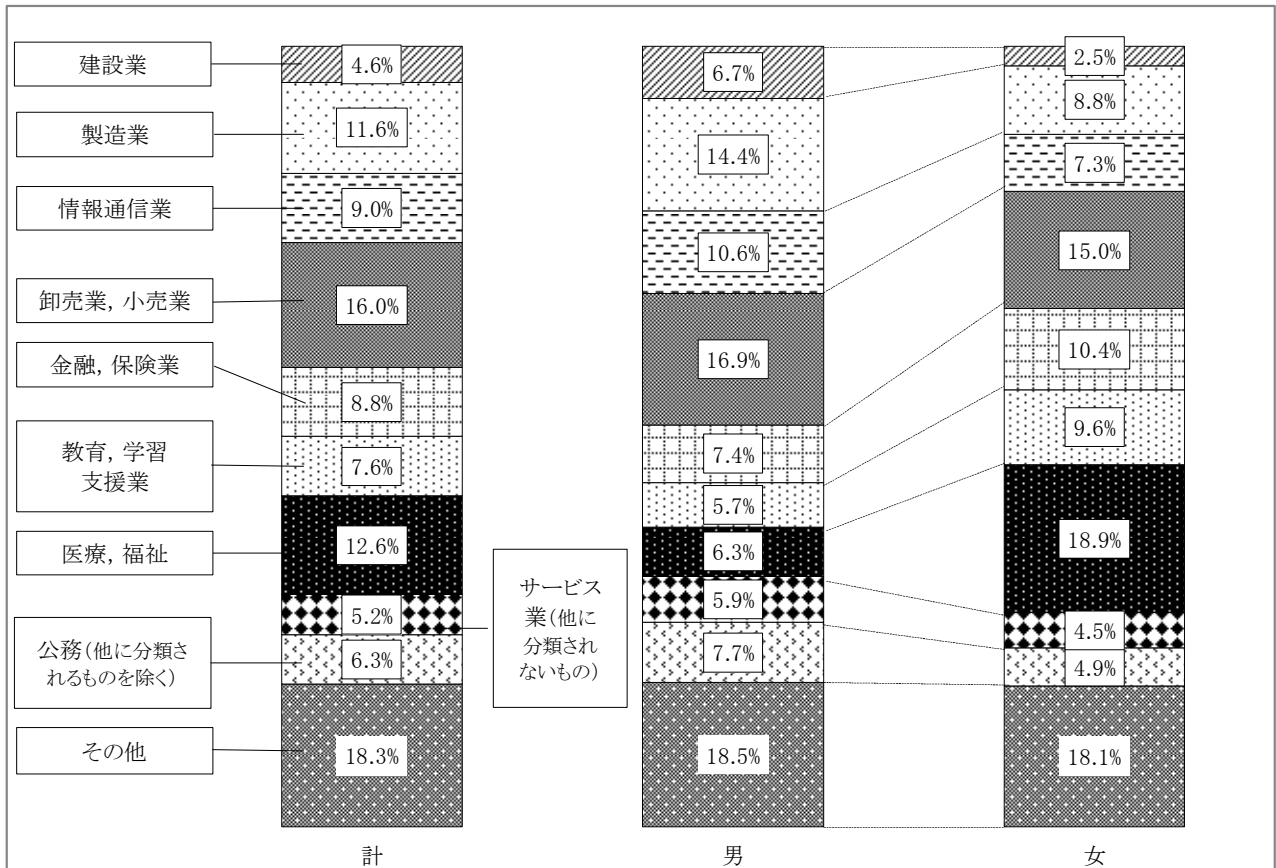 建設業
製造業
情報通信業
卸売業, 小売業
金融, 保険業
教育, 学習
支援業
医療, 福祉
公務(他に分類さ
れるものを除く)
その他
4.6%
11.6%
9.0%
16.0%
8.8%
7.6%
12.6%
5.2%
6.3%
18.3%
計
サービス
業(他に
分類され
ないもの)
6.7%
14.4%
10.6%
16.9%
7.4%
5.7%
6.3%
5.9%
7.7%
18.5%
男
2.5%
8.8%
7.3%
15.0%
10.4%
9.6%
18.9%
4.5%
4.9%
18.1%
女